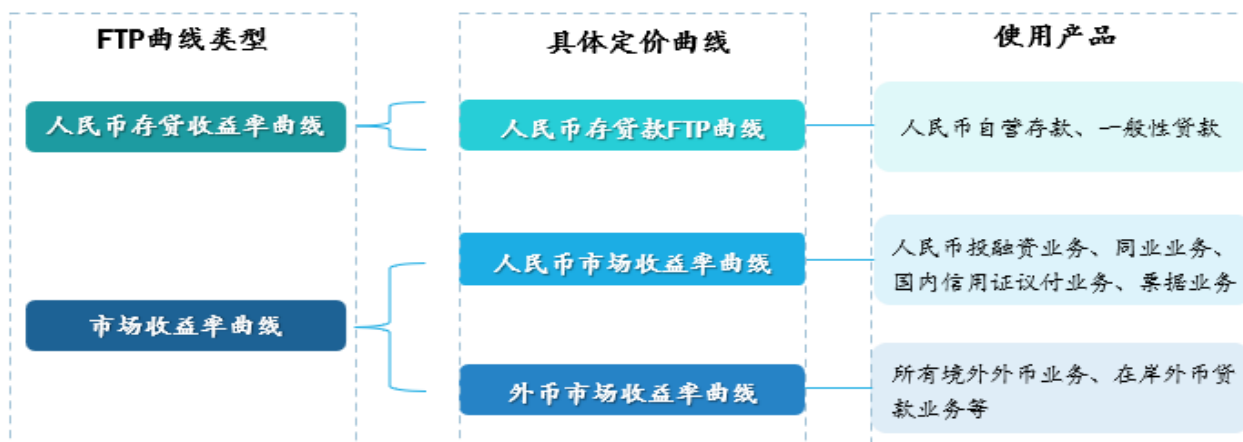 FTP曲线类型
具体定价曲线
使用产品
人民币存贷收益率曲线
人民币存贷款FTP曲线
人民币自营存款、一般性贷款
市场收益率曲线
人民币市场收益率曲线
人民币投融资业务、同业业务、
国内信用证议付业务、票据业务
外币市场收益率曲线
所有境外外币业务、在岸外币贷
款业务等